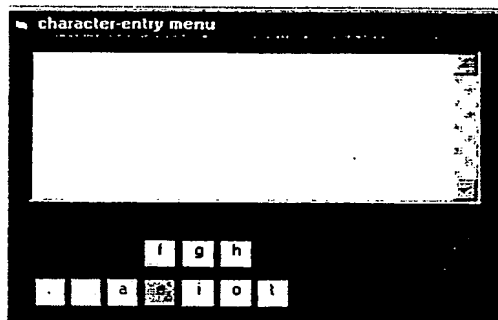 character-entry menu
f g h
. a e i o t